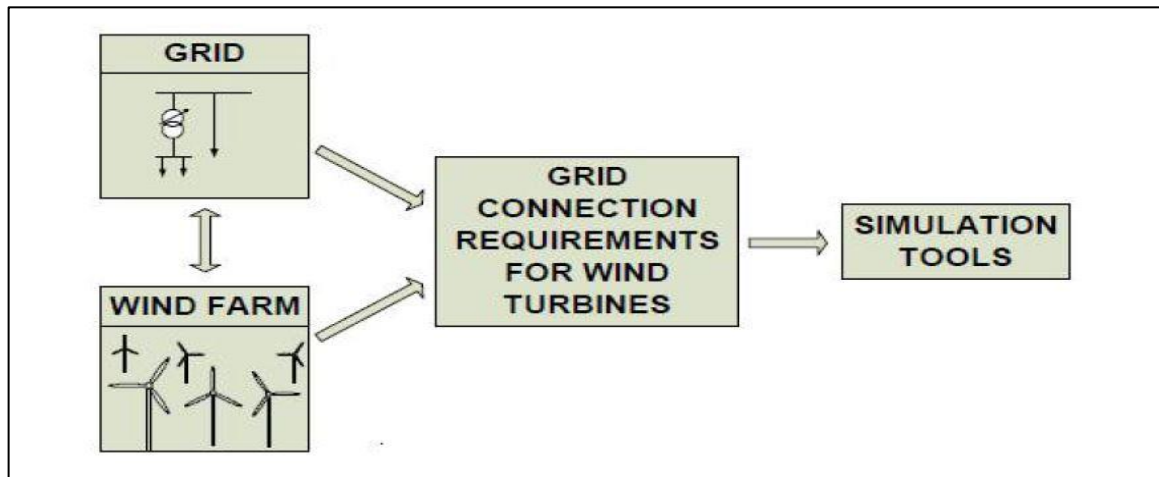 GRID
WIND FARM
GRID
CONNECTION
REQUIREMENTS
FOR WIND
TURBINES
SIMULATION
TOOLS